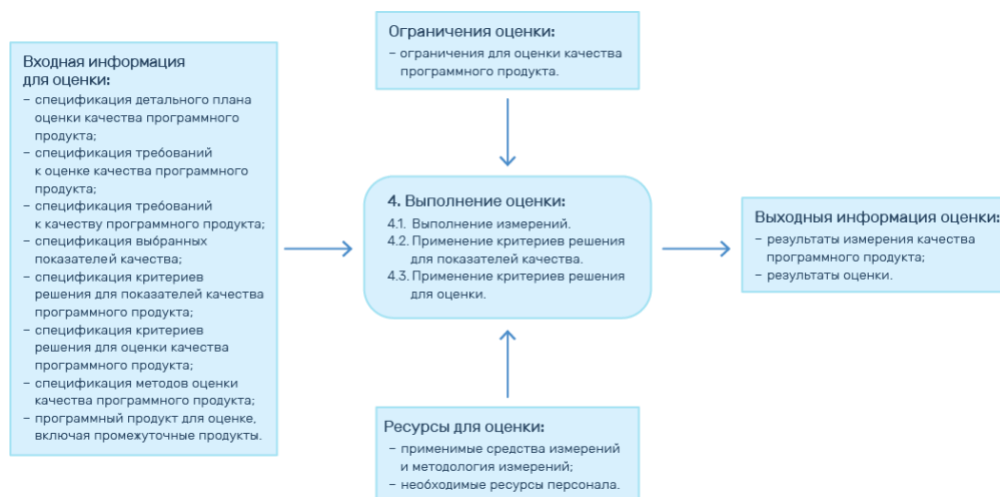 Ограничения оценки:
– ограничения для оценки качества
программного продукта.
Входная информация
для оценки:
– спецификация детального плана
оценки качества программного
продукта;
– спецификация требований
к оценке качества программного
продукта;
– спецификация требований
к качеству программного продукта;
– спецификация выбранных
показателей качества;
– спецификация критериев
решения для показателей качества
программного продукта;
– спецификация критериев
решения для оценки качества
программного продукта;
– спецификация методов оценки
качества программного продукта;
– программный продукт для оценке,
включая промежуточные продукты.
4. Выполнение оценки:
4.1. Выполнение измерений.
4.2. Применение критериев решения
для показателей качества.
4.3. Применение критериев решения
для оценки.
Выходныя информация оценки:
– результаты измерения качества
программного продукта;
– результаты оценки.
Ресурсы для оценки:
– применимые средства измерений
и методология измерений;
– необходимые ресурсы персонала.